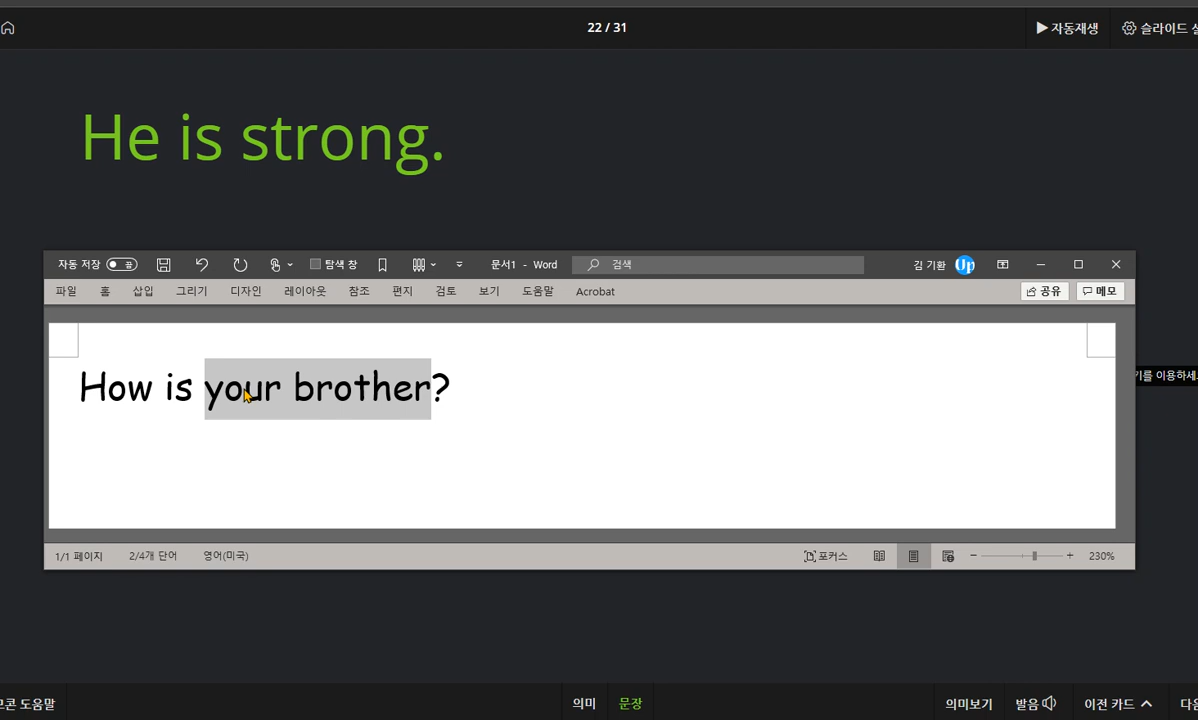 22 / 31
▶ 자동재생
슬라이드
He is strong.
자동 저장 끔
탐색 창
문서1 - Word
검색
김 기환
Up
파일 홈 삽입 그리기 디자인 레이아웃 참조 편지 검토 보기 도움말 Acrobat
공유
메모
How is your brother?
이용하세
1/1 페이지 2/4개 단어 영어(미국)
포커스
- + 230%
도움말
의미 문장
의미보기 발음 이전 카드